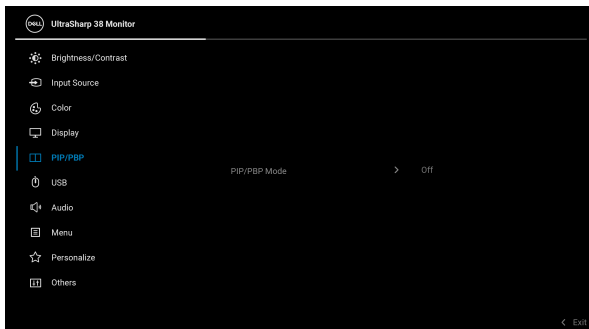 DELL UltraSharp 38 Monitor
Brightness/Contrast
Input Source
Color
Display
PIP/PBP
PIP/PBP Mode > Off
USB
Audio
Menu
Personalize
Others
< Exit